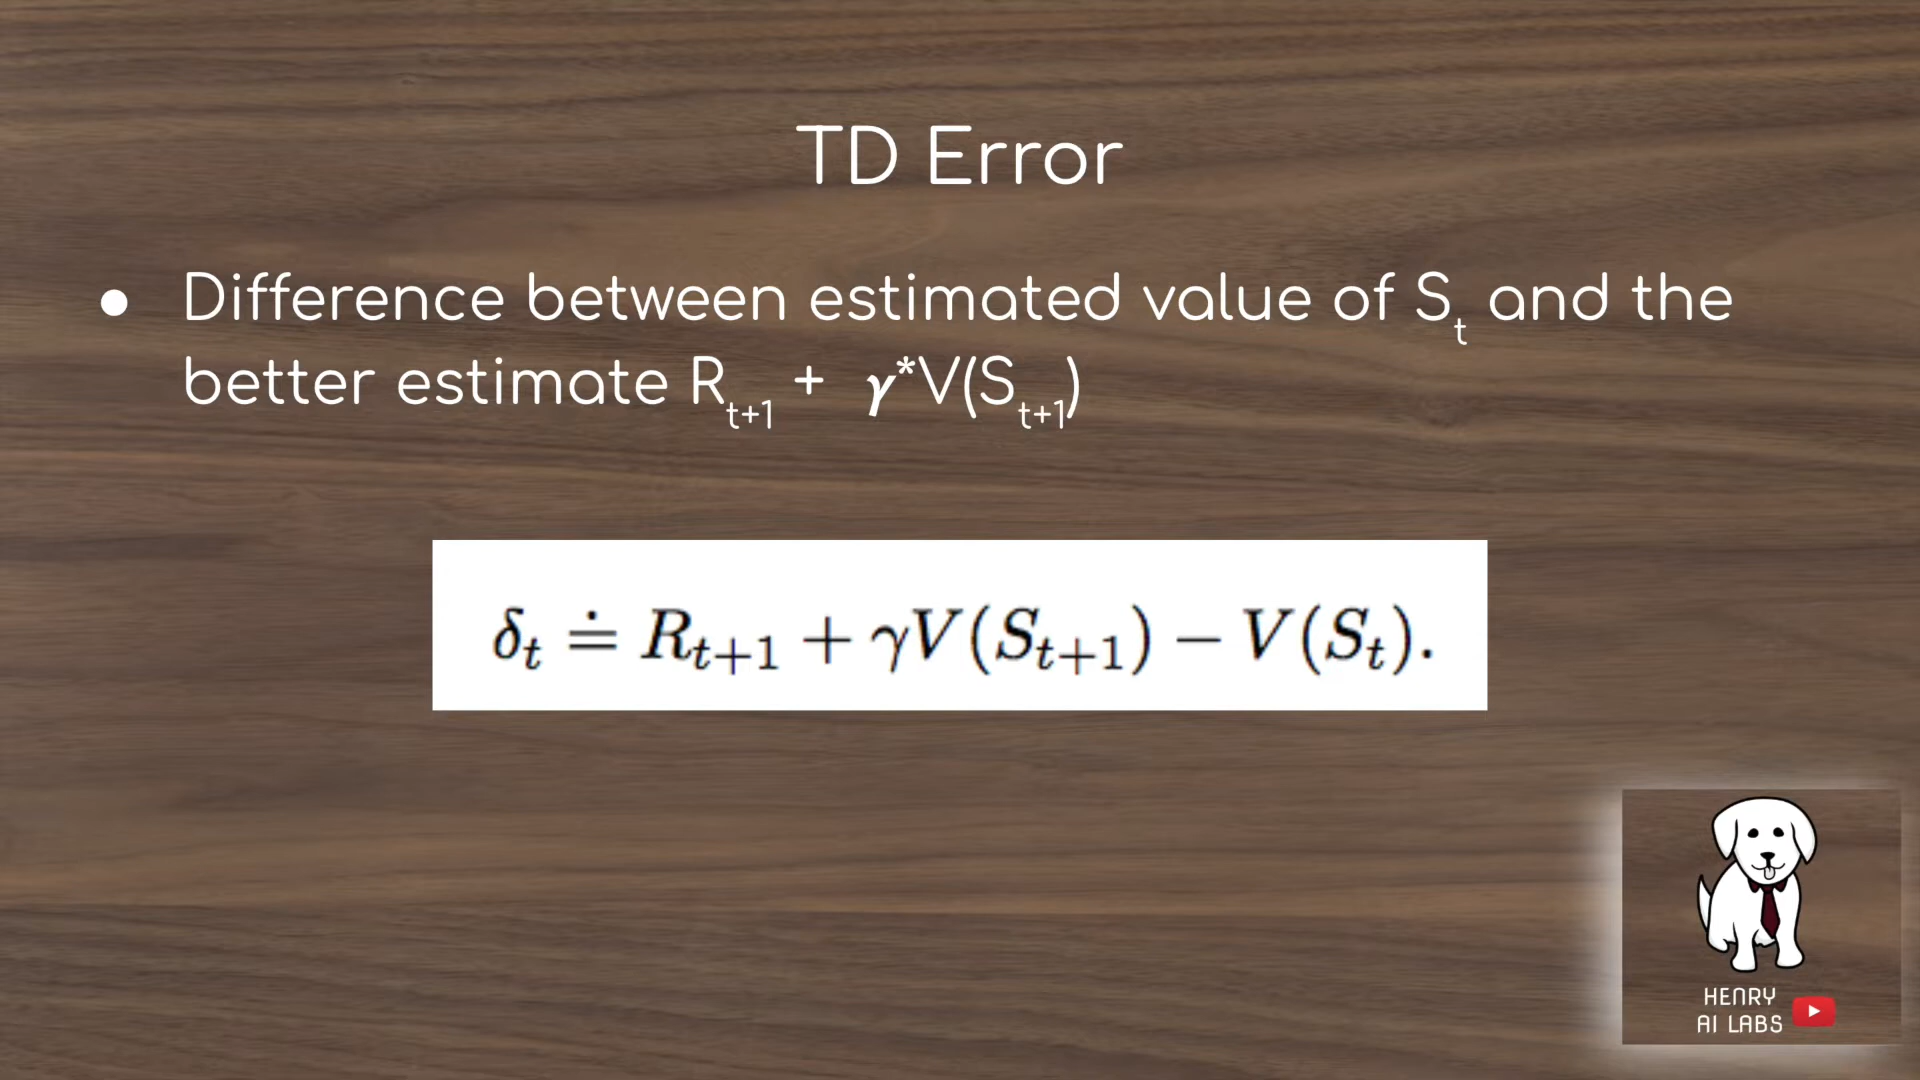 TD Error
● Difference between estimated value of Sₜ and the
better estimate Rₜ₊₁ + γ*V(Sₜ₊₁)
δₜ ≐ Rₜ₊₁ + γV(Sₜ₊₁) − V(Sₜ).
HENRY
AI LABS